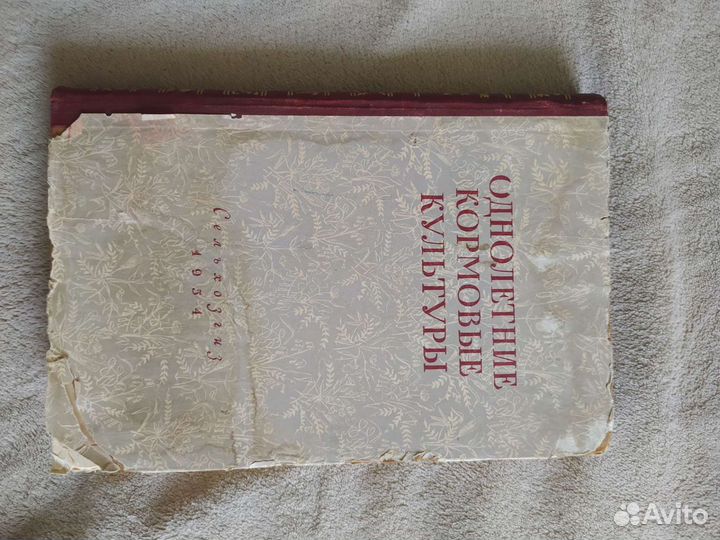 ОДНОЛЕТНИЕ
КОРМОВЫЕ
КУЛЬТУРЫ
Сельхозгиз
1954
Avito